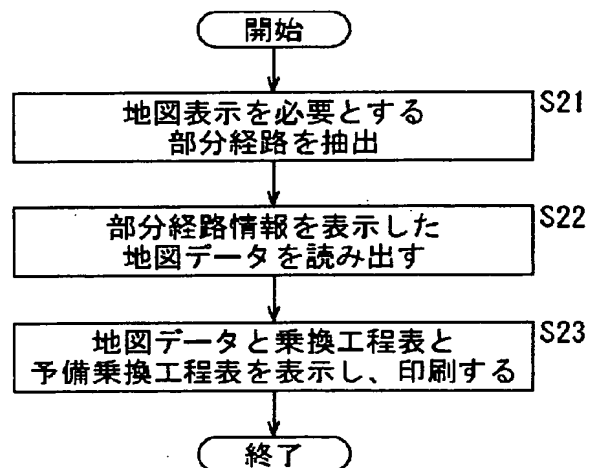 開始
S21
地図表示を必要とする
部分経路を抽出
S22
部分経路情報を表示した
地図データを読み出す
S23
地図データと乗換工程表と
予備乗換工程表を表示し、印刷する
終了